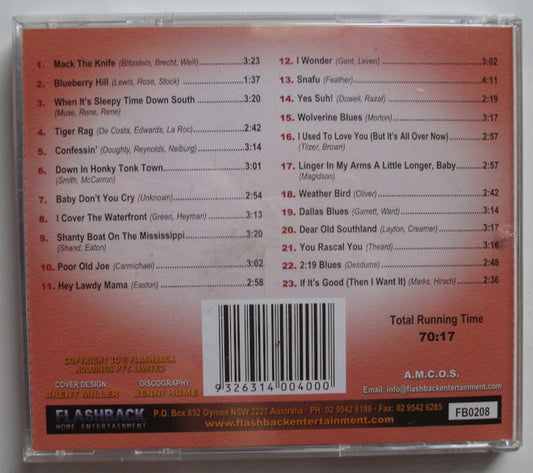 1. Mack The Knife (Blitzstein, Brecht, Weill) 3:23
2. Blueberry Hill (Lewis, Rose, Stock) 1:37
3. When It's Sleepy Time Down South 3:20
(Muse, Rene, Rene)
4. Tiger Rag (De Costa, Edwards, La Roc) 2:42
5. Confessin' (Doughty, Reynolds, Neiburg) 3:14
6. Down In Honky Tonk Town 3:01
(Smith, McCarron)
7. Baby Don't You Cry (Unknown) 2:54
8. I Cover The Waterfront (Green, Heyman) 3:13
9. Shanty Boat On The Mississippi 3:20
(Shand, Eaton)
10. Poor Old Joe (Carmichael) 3:02
11. Hey Lawdy Mama (Easton) 2:58
12. I Wonder (Gant, Leven) 3:02
13. Snafu (Feather) 4:11
14. Yes Suh! (Dowell, Razaf) 2:19
15. Wolverine Blues (Morton) 3:17
16. I Used To Love You (But It's All Over Now) 2:57
(Tilzer, Brown)
17. Linger In My Arms A Little Longer, Baby 2:57
(Magidson)
18. Weather Bird (Oliver) 2:42
19. Dallas Blues (Garrett, Ward) 3:14
20. Dear Old Southland (Layton, Creamer) 3:17
21. You Rascal You (Theard) 3:16
22. 2:19 Blues (Desdume) 2:48
23. If It's Good (Then I Want It) (Marks, Hirsch) 2:36
Total Running Time
70:17
COPYRIGHT TO © FLASHBACK
HOLDINGS PTY. LIMITED
COVER DESIGN: DISCOGRAPHY:
BRENT MILLER JENNI HUME
9 326314 004000
A.M.C.O.S.
Email: info@flashbackentertainment.com
FLASHBACK
HOME ENTERTAINMENT
P.O. Box 652 Gymea NSW 2227 Australia · PH: 02 9542 6188 · Fax: 02 9542 6285
www.flashbackentertainment.com
FB0208